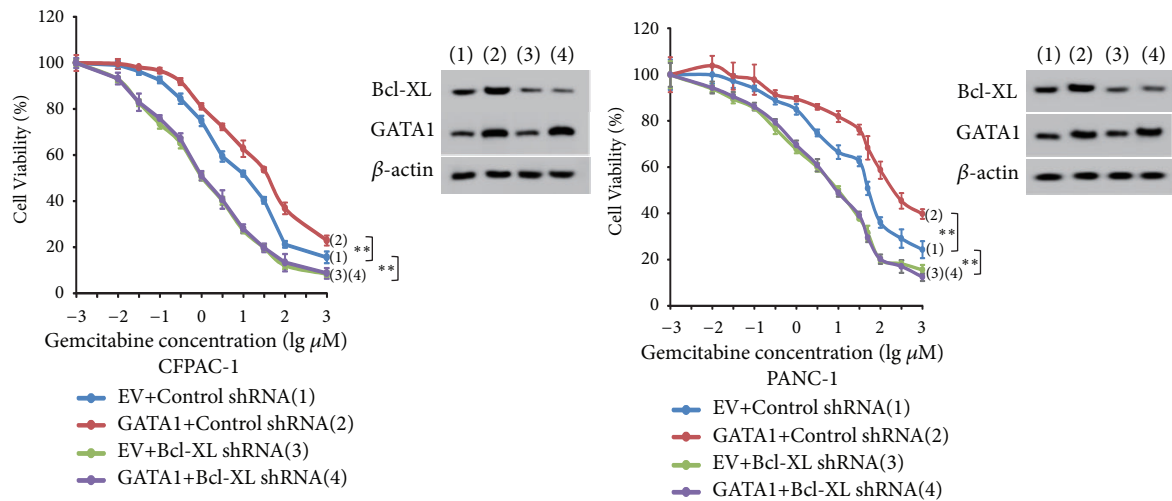 120
100
80
60
40
20
0
Cell Viability (%)
−3 −2 −1 0 1 2 3
Gemcitabine concentration (lg μM)
CFPAC-1
(2)
(1)
(3)(4)
**
**
(1) (2) (3) (4)
Bcl-XL
GATA1
β-actin
EV+Control shRNA(1)
GATA1+Control shRNA(2)
EV+Bcl-XL shRNA(3)
GATA1+Bcl-XL shRNA(4)
120
100
80
60
40
20
0
Cell Viability (%)
−3 −2 −1 0 1 2 3
Gemcitabine concentration (lg μM)
PANC-1
(2)
(1)
(3)(4)
**
**
(1) (2) (3) (4)
Bcl-XL
GATA1
β-actin
EV+Control shRNA(1)
GATA1+Control shRNA(2)
EV+Bcl-XL shRNA(3)
GATA1+Bcl-XL shRNA(4)